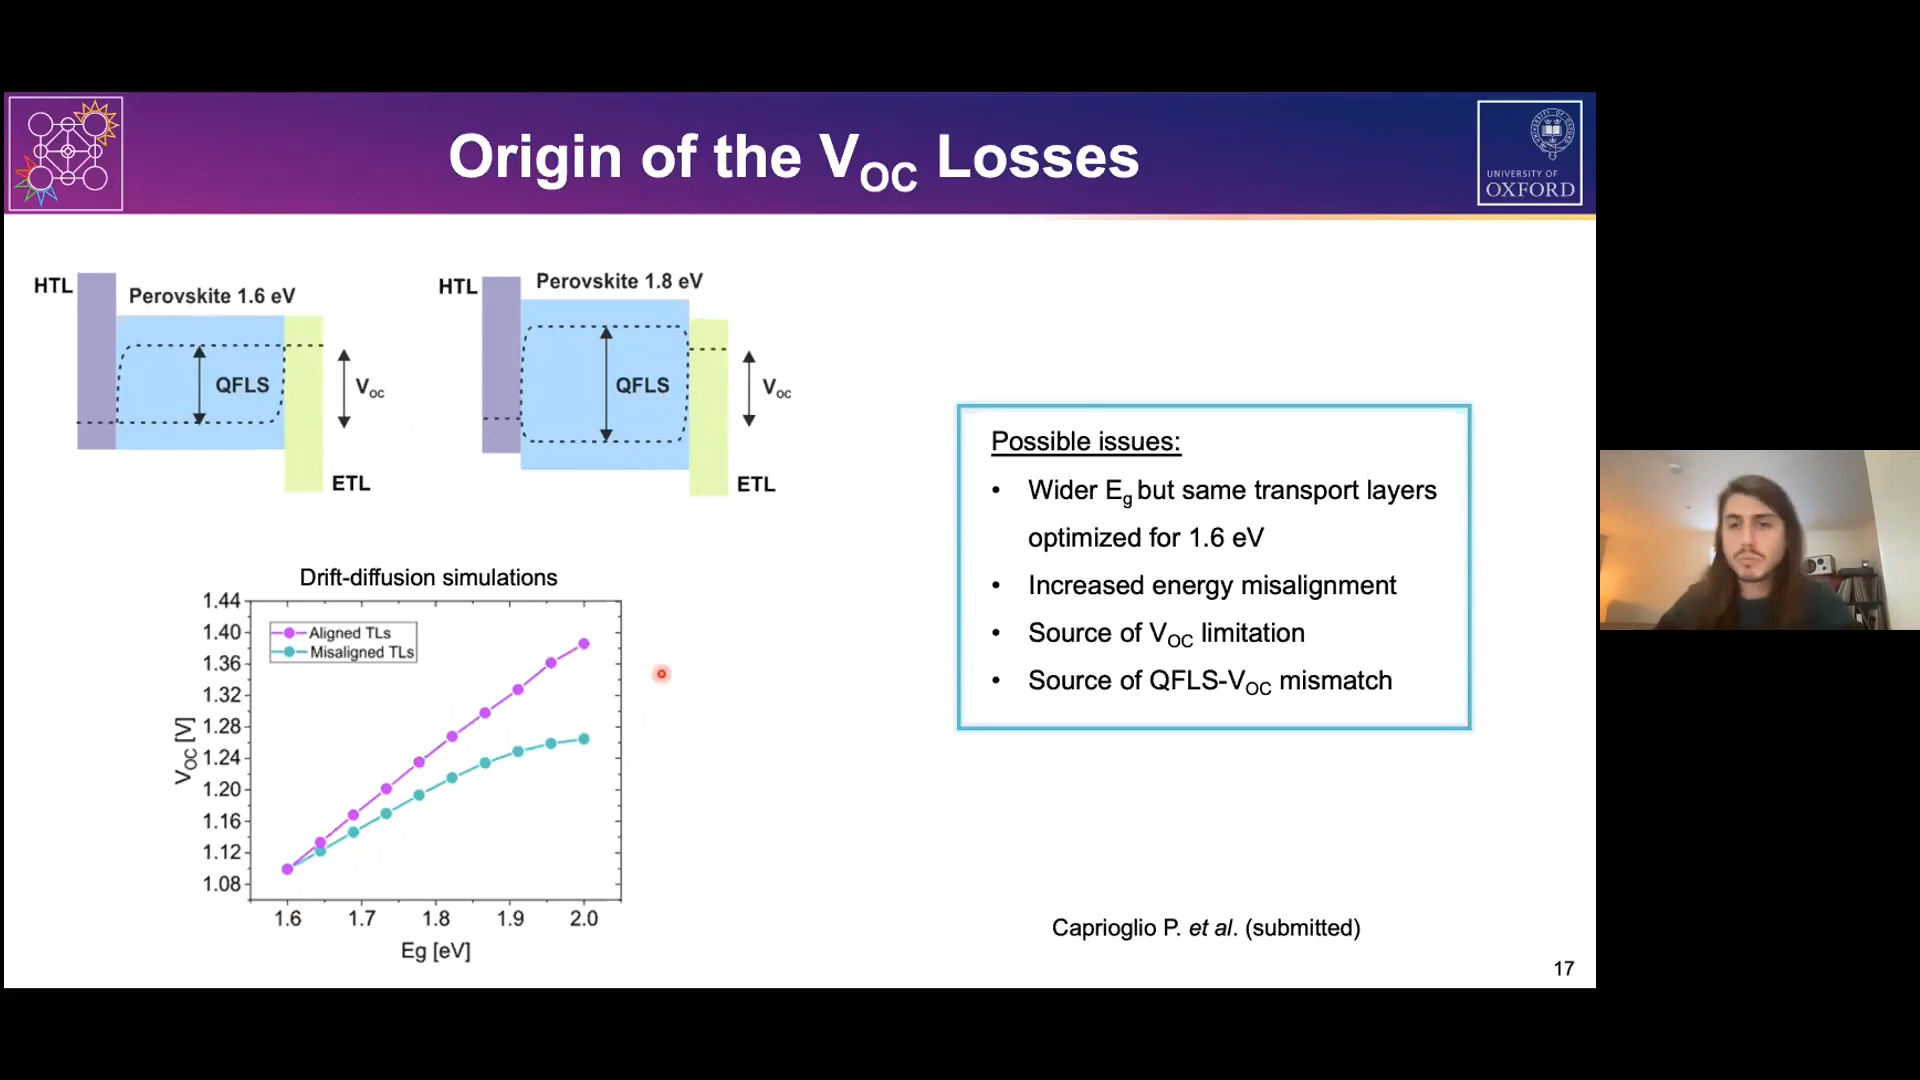 Origin of the VOC Losses
UNIVERSITY OF
OXFORD
HTL
Perovskite 1.6 eV
QFLS
Voc
ETL
HTL
Perovskite 1.8 eV
QFLS
Voc
ETL
Possible issues:
• Wider Eg but same transport layers
optimized for 1.6 eV
• Increased energy misalignment
• Source of VOC limitation
• Source of QFLS-VOC mismatch
Drift-diffusion simulations
Aligned TLs
Misaligned TLs
1.44
1.40
1.36
1.32
1.28
1.24
1.20
1.16
1.12
1.08
VOC [V]
1.6 1.7 1.8 1.9 2.0
Eg [eV]
Caprioglio P. et al. (submitted)
17